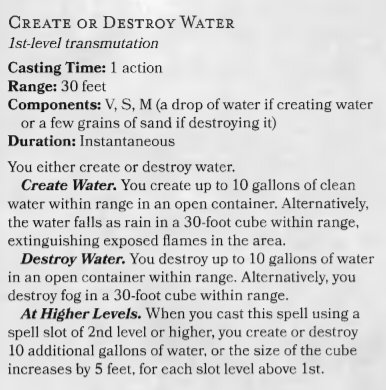 CREATE OR DESTROY WATER
1st-level transmutation
Casting Time: 1 action
Range: 30 feet
Components: V, S, M (a drop of water if creating water
or a few grains of sand if destroying it)
Duration: Instantaneous
You either create or destroy water.
Create Water. You create up to 10 gallons of clean
water within range in an open container. Alternatively,
the water falls as rain in a 30-foot cube within range,
extinguishing exposed flames in the area.
Destroy Water. You destroy up to 10 gallons of water
in an open container within range. Alternatively, you
destroy fog in a 30-foot cube within range.
At Higher Levels. When you cast this spell using a
spell slot of 2nd level or higher, you create or destroy
10 additional gallons of water, or the size of the cube
increases by 5 feet, for each slot level above 1st.